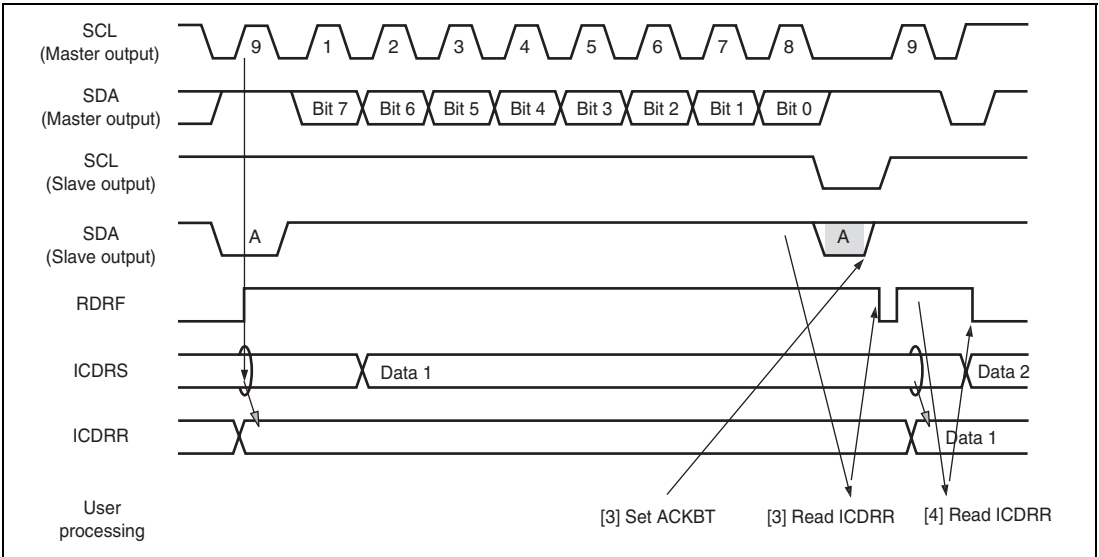 SCL
(Master output)
9 1 2 3 4 5 6 7 8 9
SDA
(Master output)
Bit 7 Bit 6 Bit 5 Bit 4 Bit 3 Bit 2 Bit 1 Bit 0
SCL
(Slave output)
SDA
(Slave output)
A A
RDRF
ICDRS
Data 1 Data 2
ICDRR
Data 1
User
processing
[3] Set ACKBT [3] Read ICDRR [4] Read ICDRR